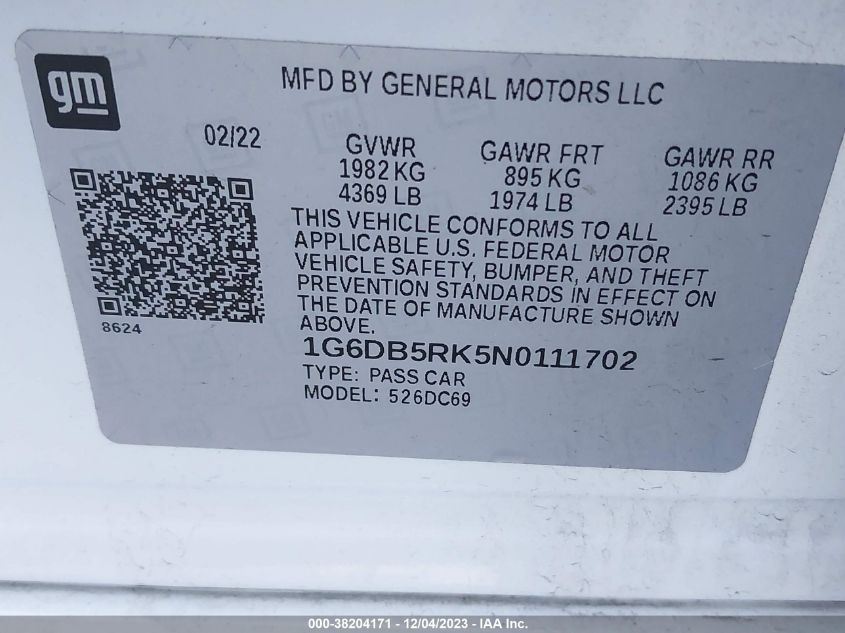 gm
MFD BY GENERAL MOTORS LLC
02/22
GVWR
1982 KG
4369 LB
GAWR FRT
895 KG
1974 LB
GAWR RR
1086 KG
2395 LB
THIS VEHICLE CONFORMS TO ALL
APPLICABLE U.S. FEDERAL MOTOR
VEHICLE SAFETY, BUMPER, AND THEFT
PREVENTION STANDARDS IN EFFECT ON
THE DATE OF MANUFACTURE SHOWN
ABOVE.
8624
1G6DB5RK5N0111702
TYPE: PASS CAR
MODEL: 526DC69
000-38204171 - 12/04/2023 - IAA Inc.